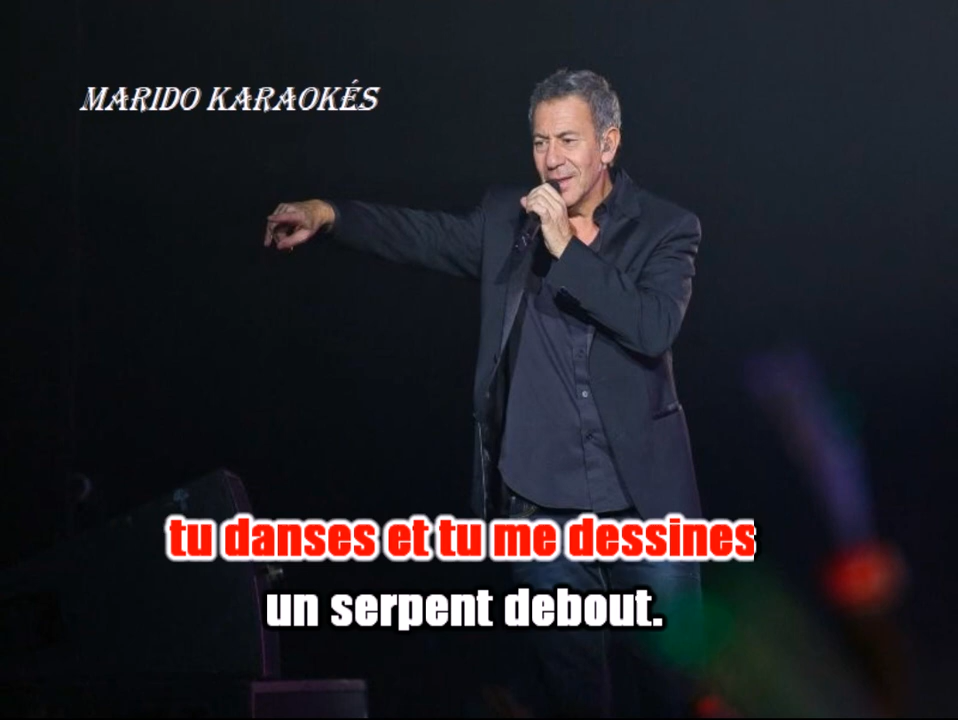 MARIDO KARAOKÉS
tu danses et tu me dessines
un serpent debout.